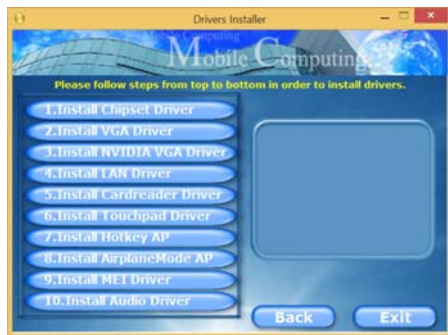 Drivers Installer
Mobile Computing
Mobile Computing
Please follow steps from top to bottom in order to install drivers.
1.Install Chipset Driver
2.Install VGA Driver
3.Install NVIDIA VGA Driver
4.Install LAN Driver
5.Install Cardreader Driver
6.Install Touchpad Driver
7.Install Hotkey AP
8.Install AirplaneMode AP
9.Install MEI Driver
10.Install Audio Driver
Back
Exit